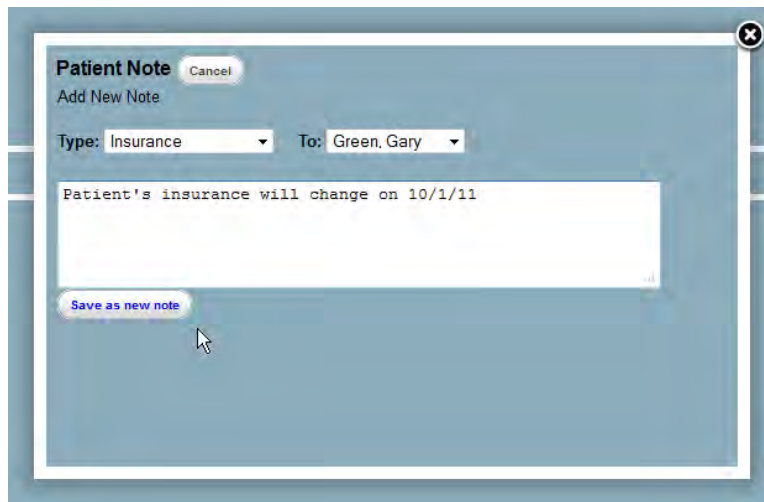 Patient Note Cancel
Add New Note
Type: Insurance To: Green, Gary
Patient's insurance will change on 10/1/11
Save as new note